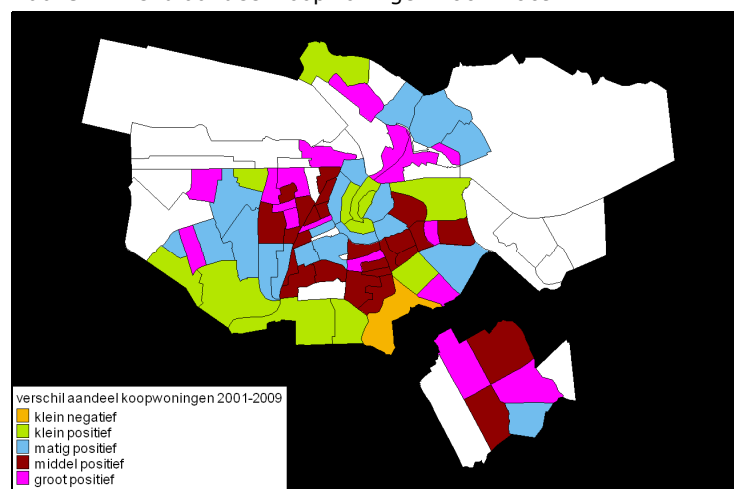 verschil aandeel koopwoningen 2001-2009
klein negatief
klein positief
matig positief
middel positief
groot positief